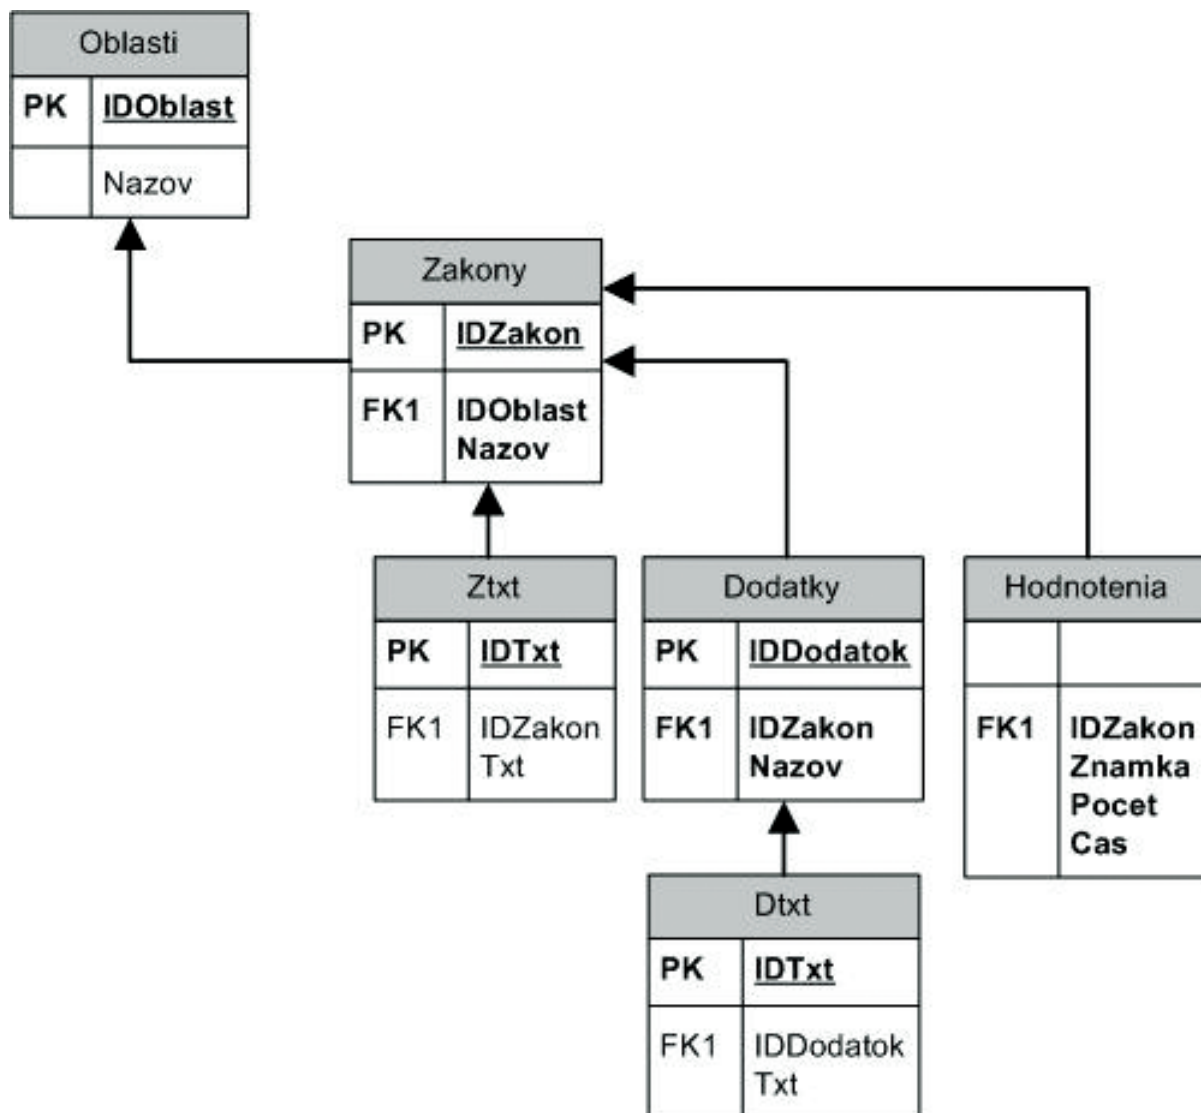 Oblasti
PK IDOblast
Nazov
Zakony
PK IDZakon
FK1 IDOblast
Nazov
Ztxt
PK IDTxt
FK1 IDZakon
Txt
Dodatky
PK IDDodatok
FK1 IDZakon
Nazov
Hodnotenia
FK1 IDZakon
Znamka
Pocet
Cas
Dtxt
PK IDTxt
FK1 IDDodatok
Txt